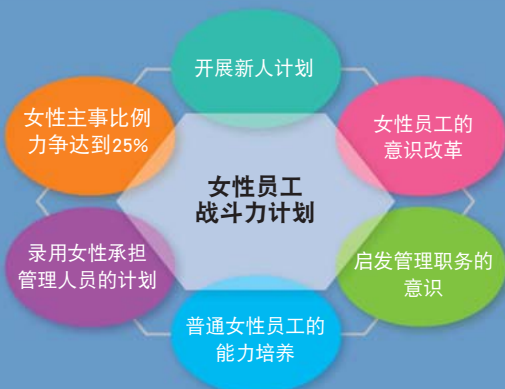 开展新人计划
女性主事比例
力争达到25%
女性员工的
意识改革
女性员工
战斗力计划
录用女性承担
管理人员的计划
启发管理职务的
意识
普通女性员工的
能力培养